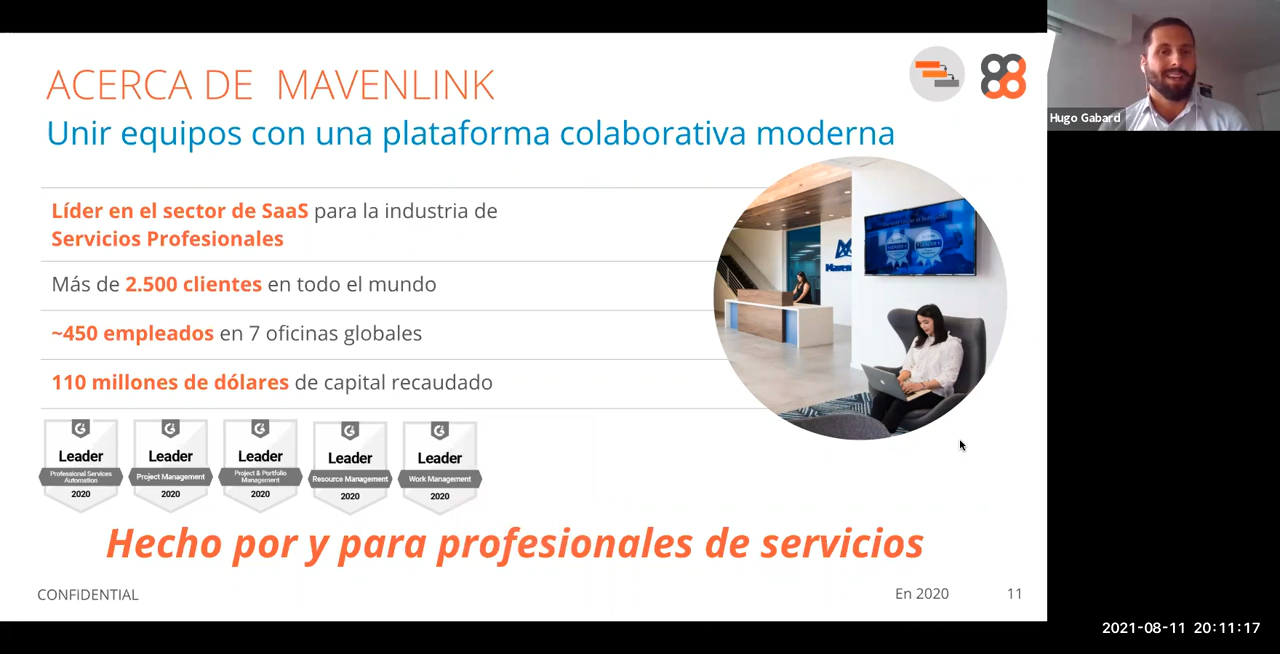 ACERCA DE MAVENLINK
Unir equipos con una plataforma colaborativa moderna
Líder en el sector de SaaS para la industria de
Servicios Profesionales
Más de 2.500 clientes en todo el mundo
~450 empleados en 7 oficinas globales
110 millones de dólares de capital recaudado
Leader
Professional Services
Automation
2020
Leader
Project Management
2020
Leader
Project & Portfolio
Management
2020
Leader
Resource Management
2020
Leader
Work Management
2020
Hecho por y para profesionales de servicios
CONFIDENTIAL
En 2020
11
Hugo Gabard
2021-08-11 20:11:17